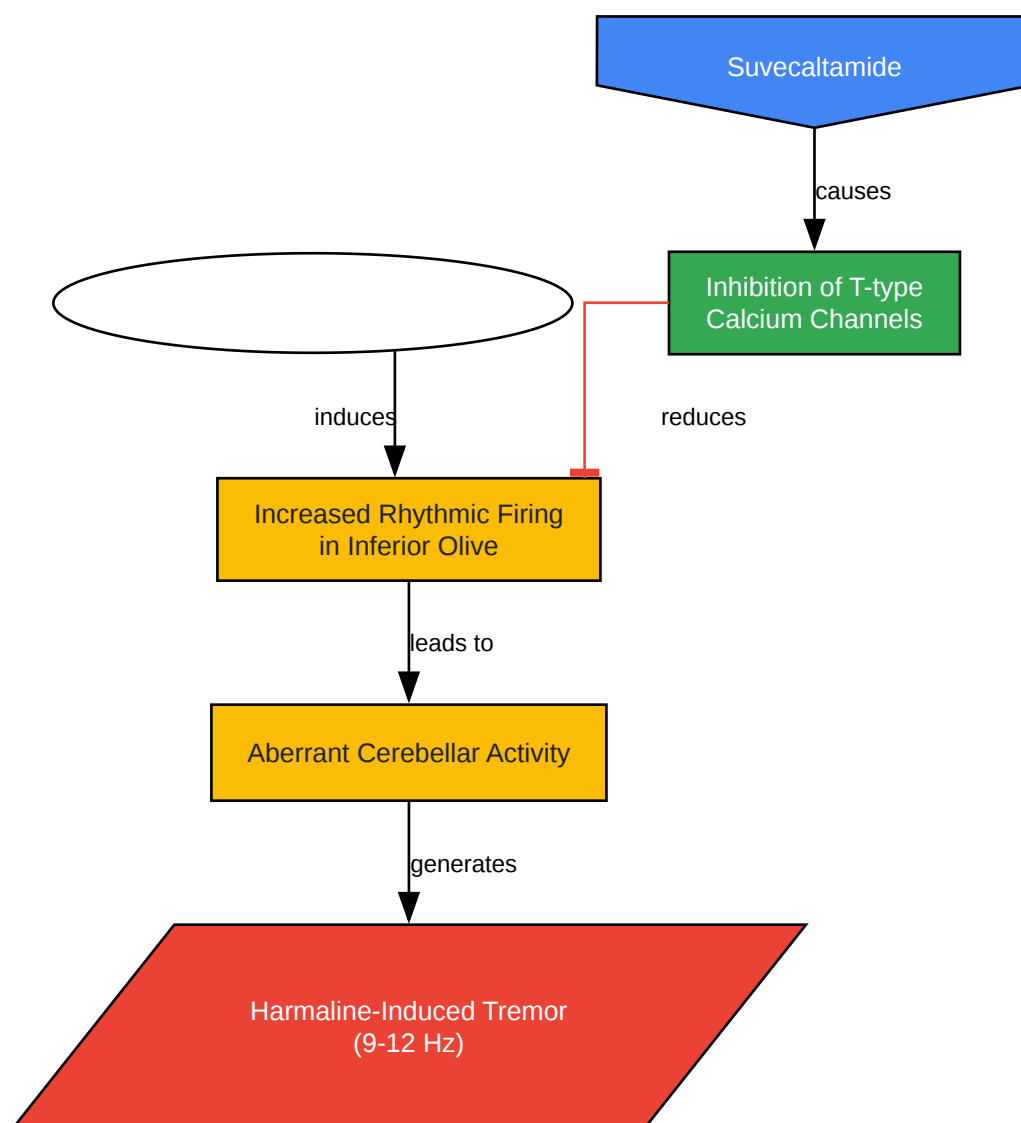 Suvecaltamide
causes
Inhibition of T-type
Calcium Channels
induces
reduces
Increased Rhythmic Firing
in Inferior Olive
leads to
Aberrant Cerebellar Activity
generates
Harmaline-Induced Tremor
(9-12 Hz)